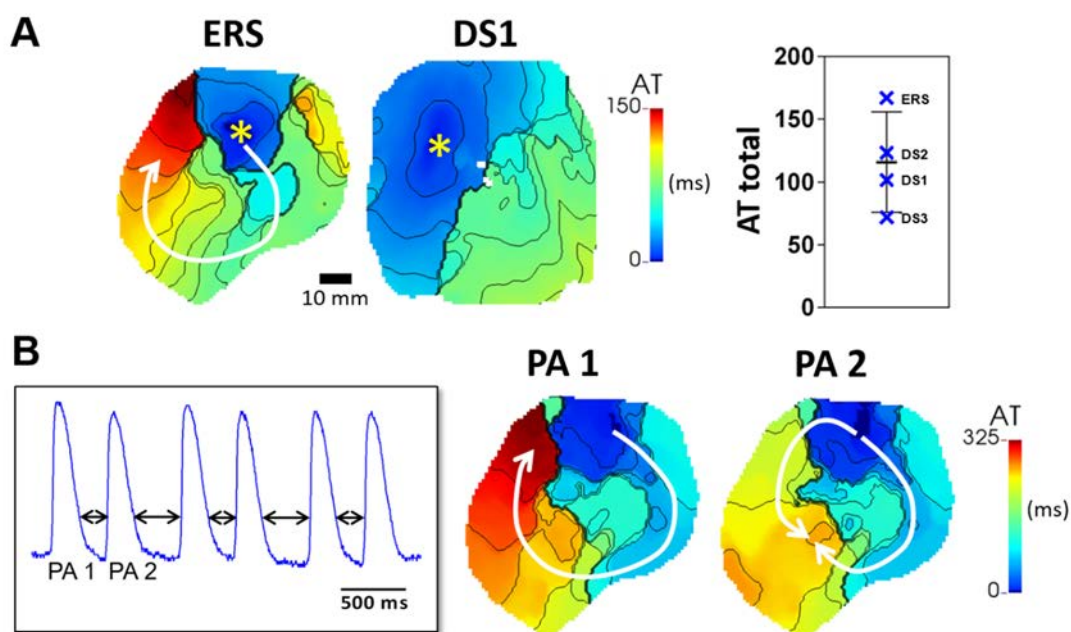 A
ERS
DS1
*
*
AT
150
(ms)
0
10 mm
AT total
200
150
100
50
0
ERS
DS2
DS1
DS3
B
PA 1 PA 2
500 ms
PA 1
PA 2
AT
325
(ms)
0